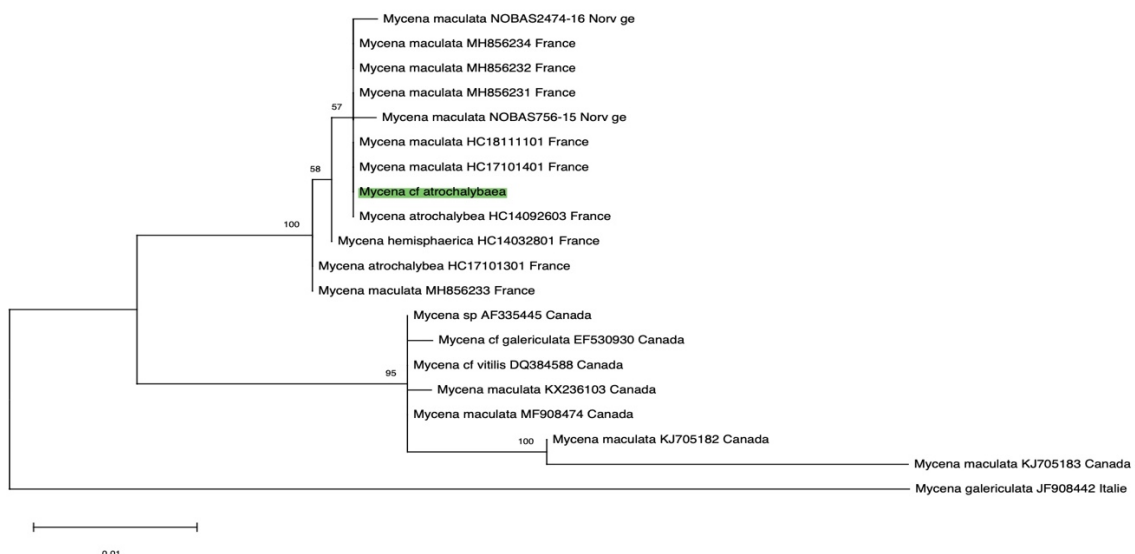 Mycena maculata NOBAS2474-16 Norv ge
Mycena maculata MH856234 France
Mycena maculata MH856232 France
Mycena maculata MH856231 France
57
Mycena maculata NOBAS756-15 Norv ge
Mycena maculata HC18111101 France
58
Mycena maculata HC17101401 France
Mycena cf atrochalybaea
Mycena atrochalybea HC14092603 France
100
Mycena hemisphaerica HC14032801 France
Mycena atrochalybea HC17101301 France
Mycena maculata MH856233 France
Mycena sp AF335445 Canada
Mycena cf galericulata EF530930 Canada
Mycena cf vitilis DQ384588 Canada
95
Mycena maculata KX236103 Canada
Mycena maculata MF908474 Canada
100
Mycena maculata KJ705182 Canada
Mycena maculata KJ705183 Canada
Mycena galericulata JF908442 Italie